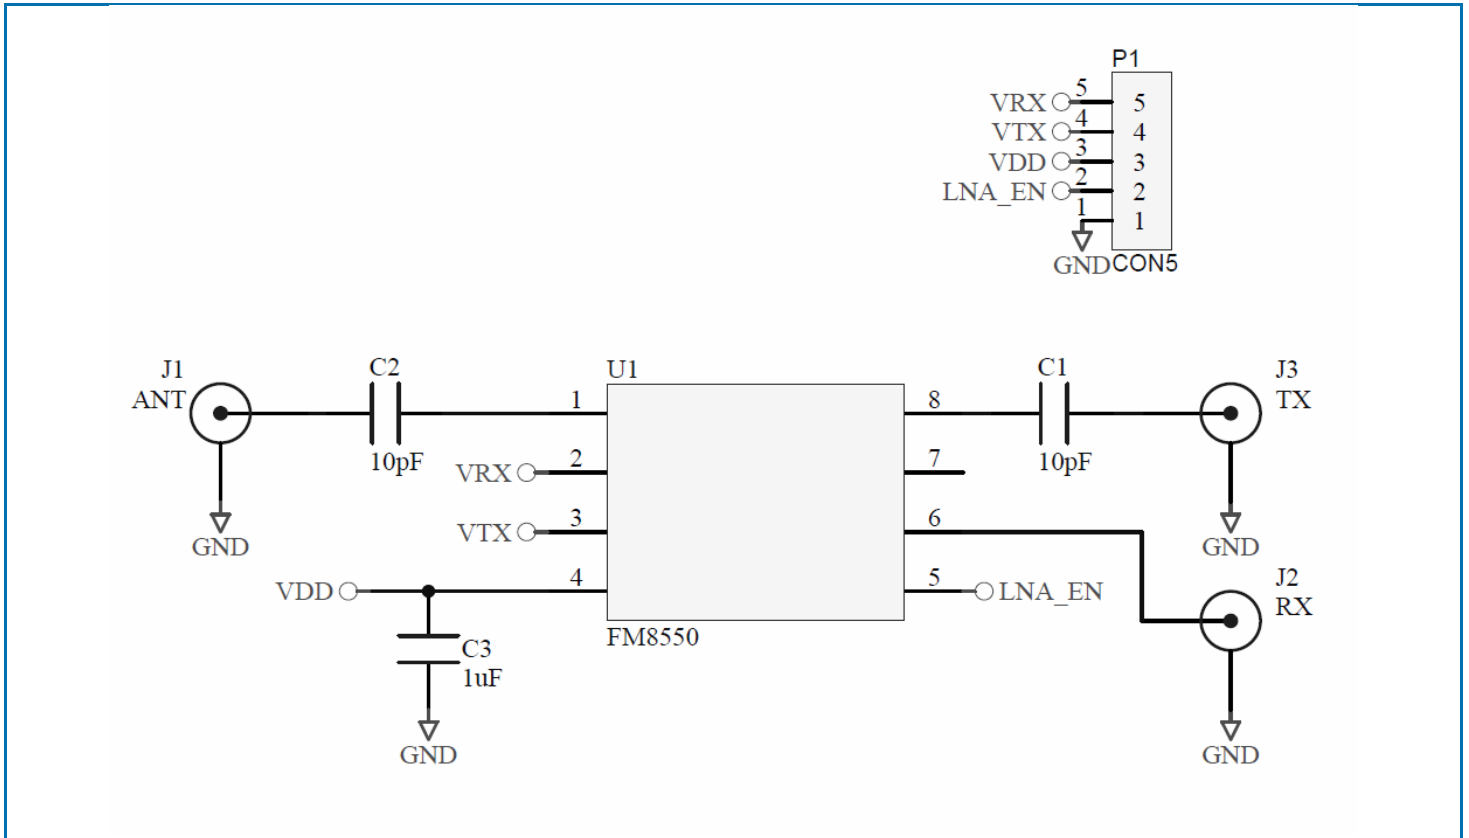 P1
VRX 5 5
VTX 4 4
VDD 3 3
LNA_EN 2 2
1 1
GND CON5
J1 C2 U1 C1 J3
ANT 1 8 TX
10pF 10pF
VRX 2 7
VTX 3 6
GND GND
VDD 4 5 LNA_EN J2
RX
FM8550
C3
1uF
GND GND